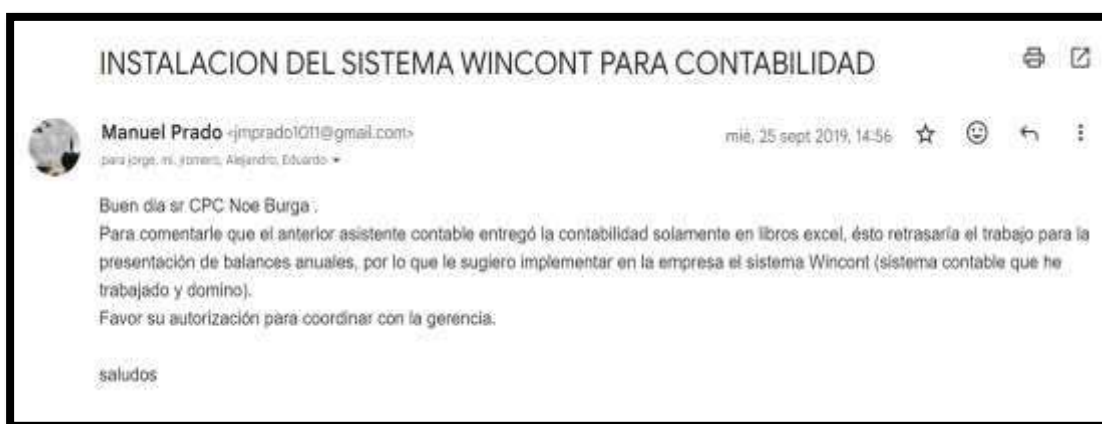 INSTALACION DEL SISTEMA WINCONT PARA CONTABILIDAD
Manuel Prado <jmprado1011@gmail.com>
mié, 25 sept 2019, 14:56
para jorge, mí, jromero, Alejandro, Eduardo
Buen dia sr CPC Noe Burga .
Para comentarle que el anterior asistente contable entregó la contabilidad solamente en libros excel, ésto retrasaría el trabajo para la
presentación de balances anuales, por lo que le sugiero implementar en la empresa el sistema Wincont (sistema contable que he
trabajado y domino).
Favor su autorización para coordinar con la gerencia.
saludos